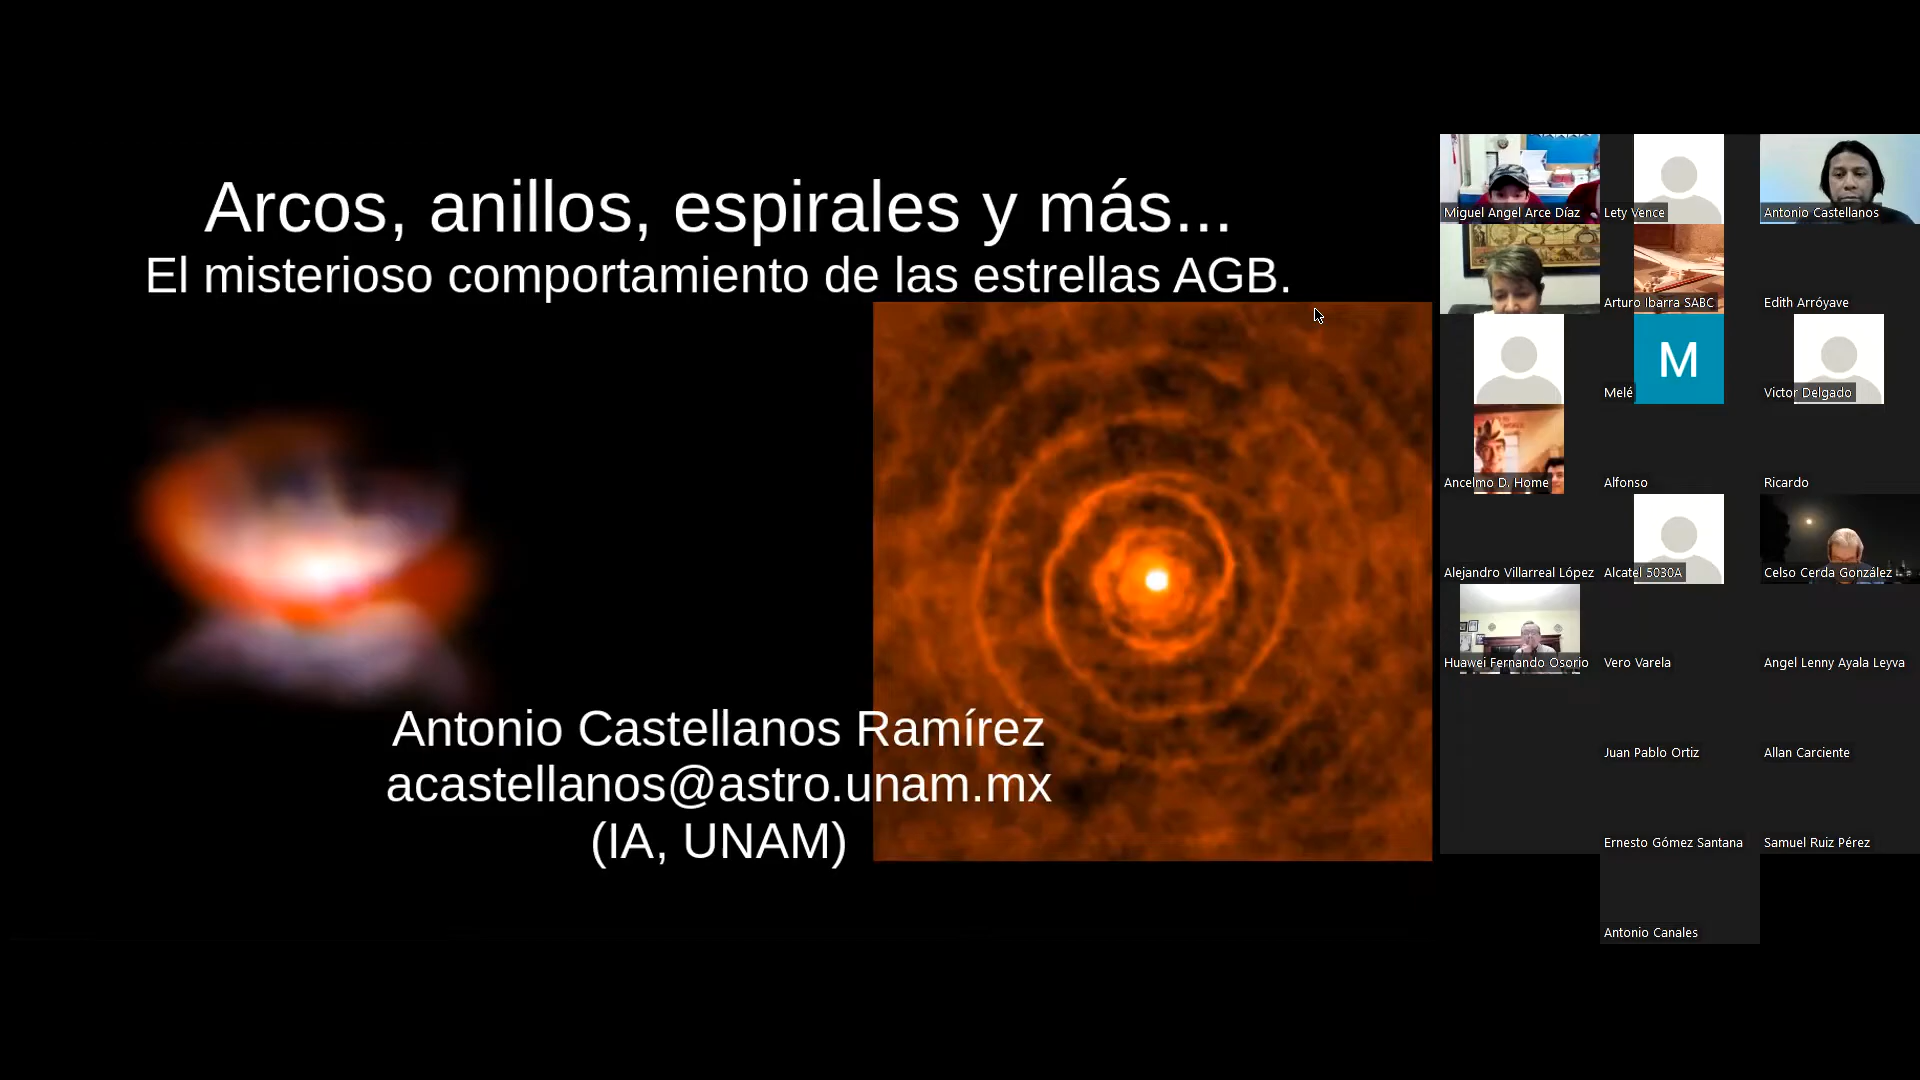 Arcos, anillos, espirales y más...
El misterioso comportamiento de las estrellas AGB.
Antonio Castellanos Ramírez
acastellanos@astro.unam.mx
(IA, UNAM)
Miguel Angel Arce Díaz
Lety Vence
Antonio Castellanos
Arturo Ibarra SABC
Edith Arróyave
M
Melé
Victor Delgado
Ancelmo D. Home
Alfonso
Ricardo
Alejandro Villarreal López
Alcatel 5030A
Celso Cerda González
Huawei Fernando Osorio
Vero Varela
Angel Lenny Ayala Leyva
Juan Pablo Ortiz
Allan Carciente
Ernesto Gómez Santana
Samuel Ruiz Pérez
Antonio Canales